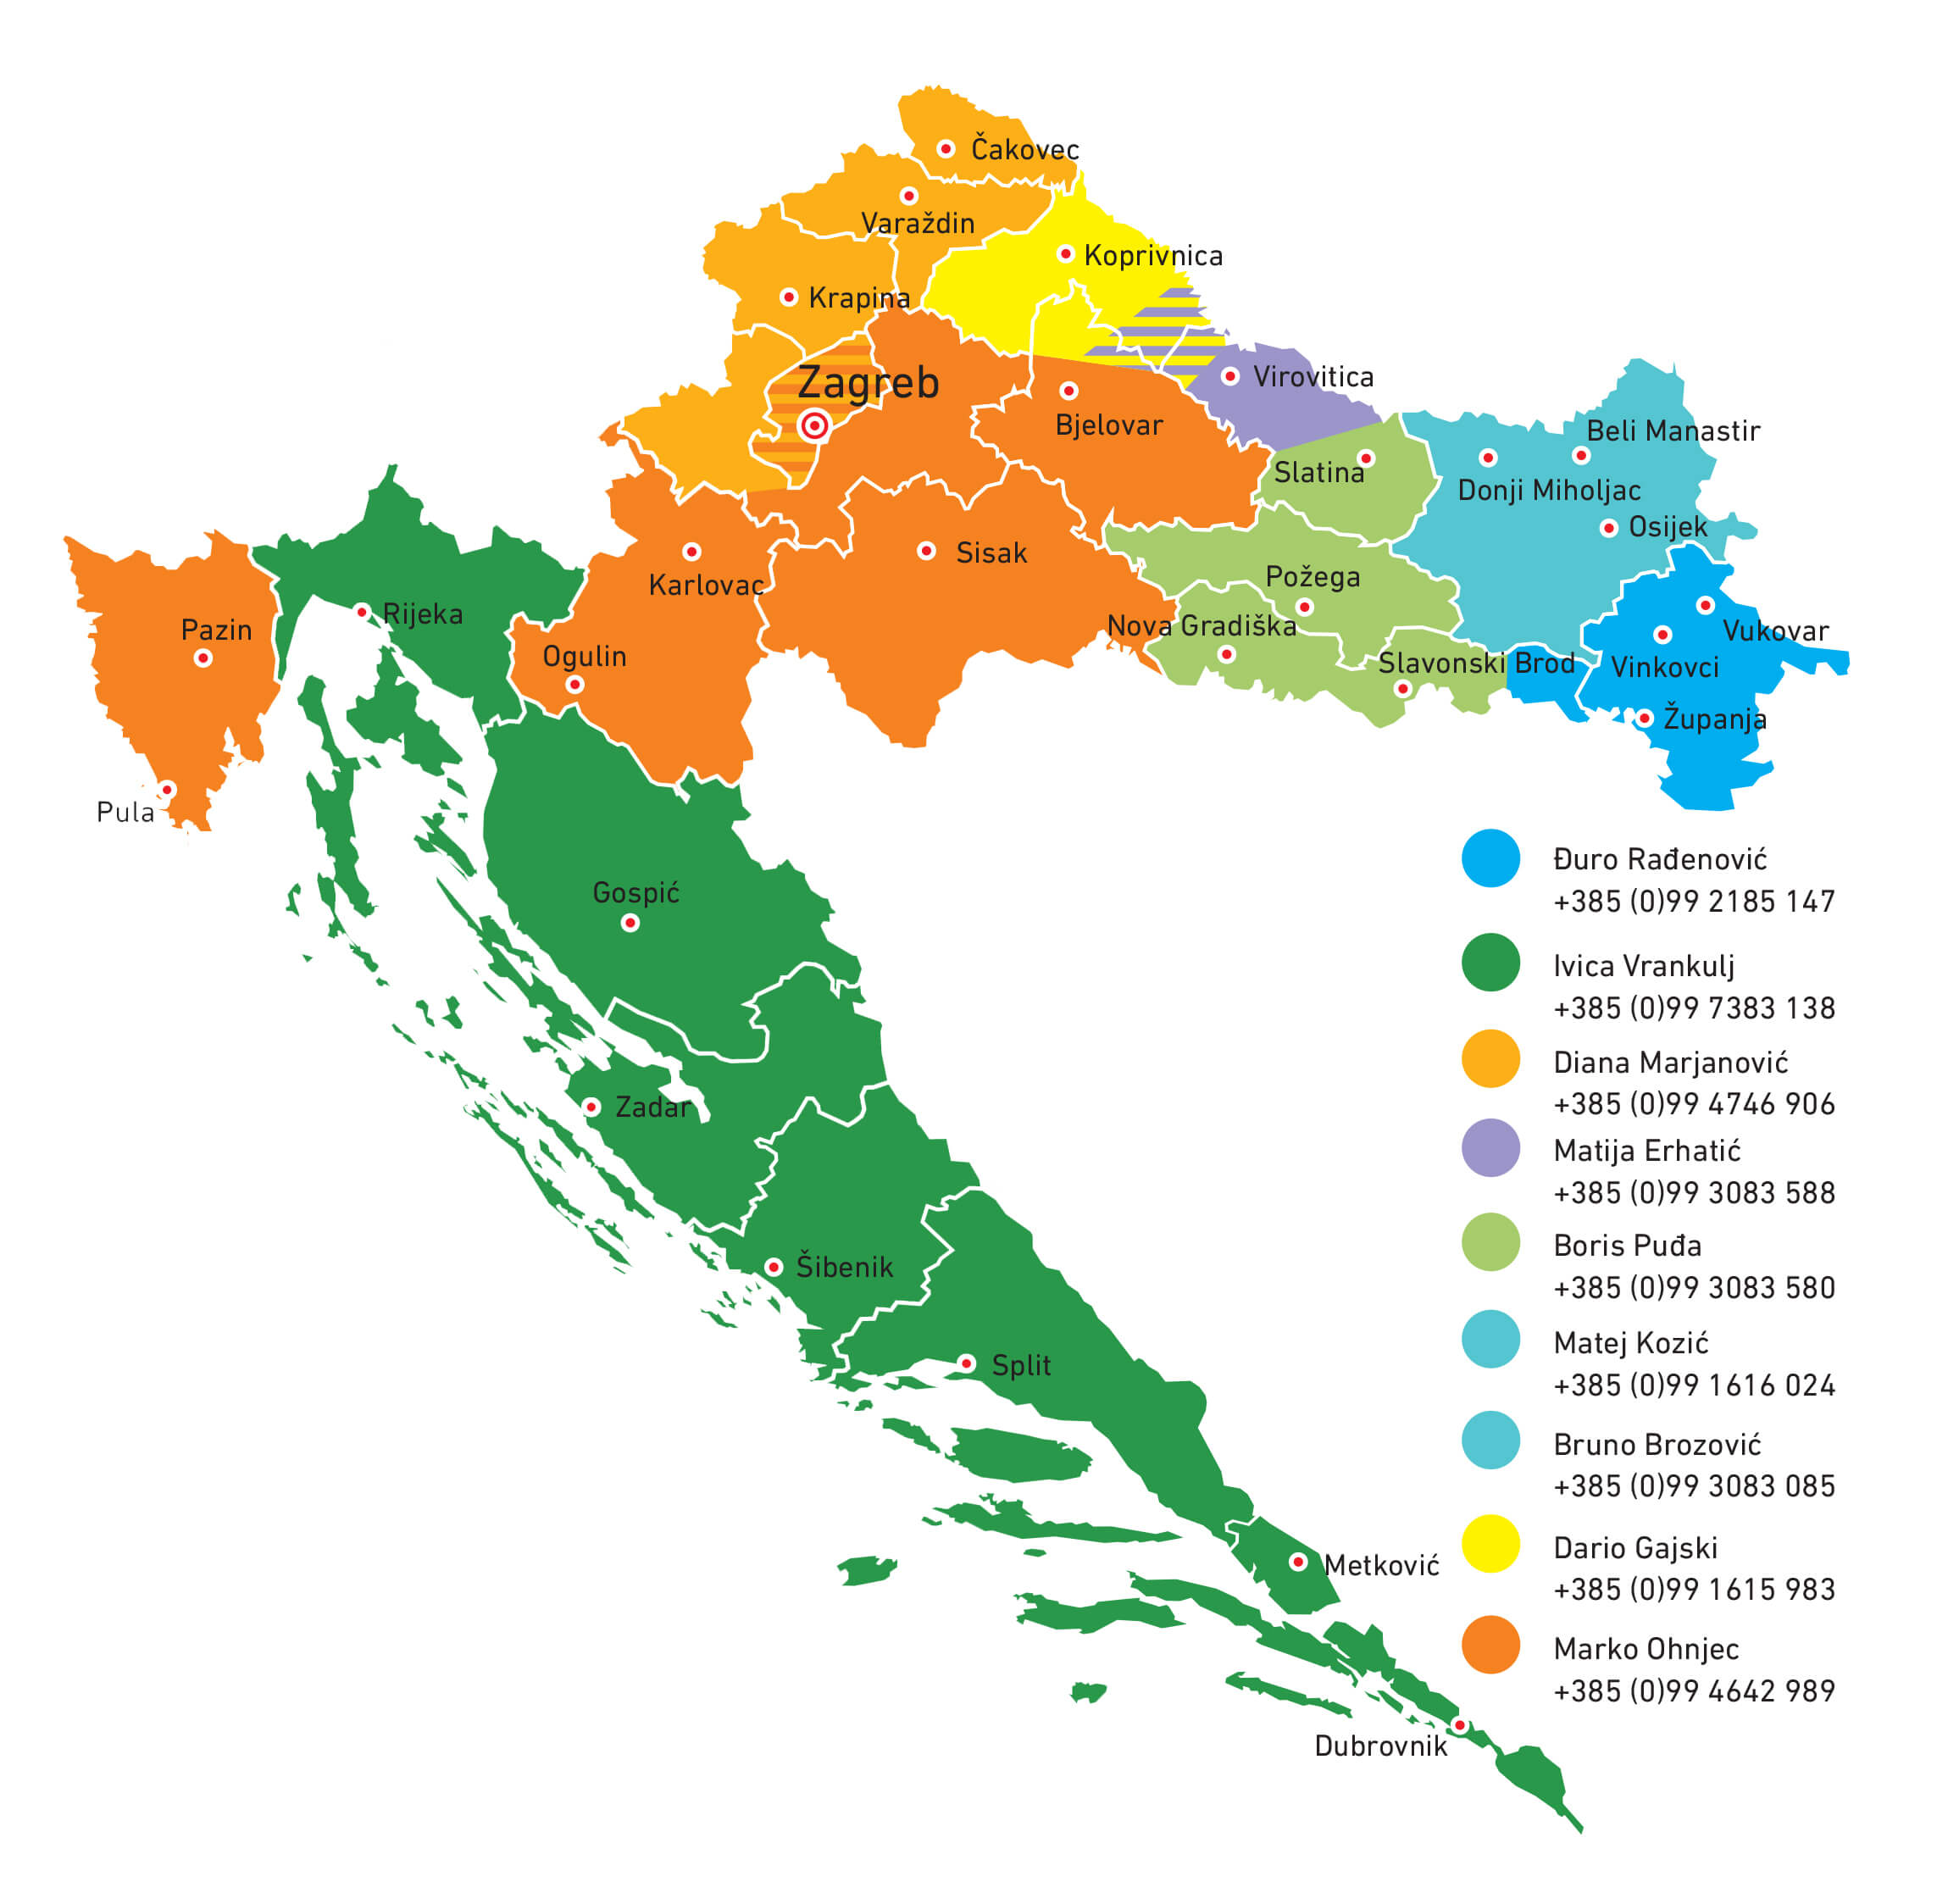 Čakovec
Varaždin
Koprivnica
Krapina
Zagreb
Virovitica
Bjelovar
Beli Manastir
Slatina
Donji Miholjac
Osijek
Sisak
Karlovac
Požega
Rijeka
Pazin
Nova Gradiška
Vukovar
Ogulin
Slavonski Brod
Vinkovci
Županja
Pula
Gospić
Zadar
Šibenik
Split
Metković
Dubrovnik
Đuro Rađenović
+385 (0)99 2185 147
Ivica Vrankulj
+385 (0)99 7383 138
Diana Marjanović
+385 (0)99 4746 906
Matija Erhatić
+385 (0)99 3083 588
Boris Puđa
+385 (0)99 3083 580
Matej Kozić
+385 (0)99 1616 024
Bruno Brozović
+385 (0)99 3083 085
Dario Gajski
+385 (0)99 1615 983
Marko Ohnjec
+385 (0)99 4642 989